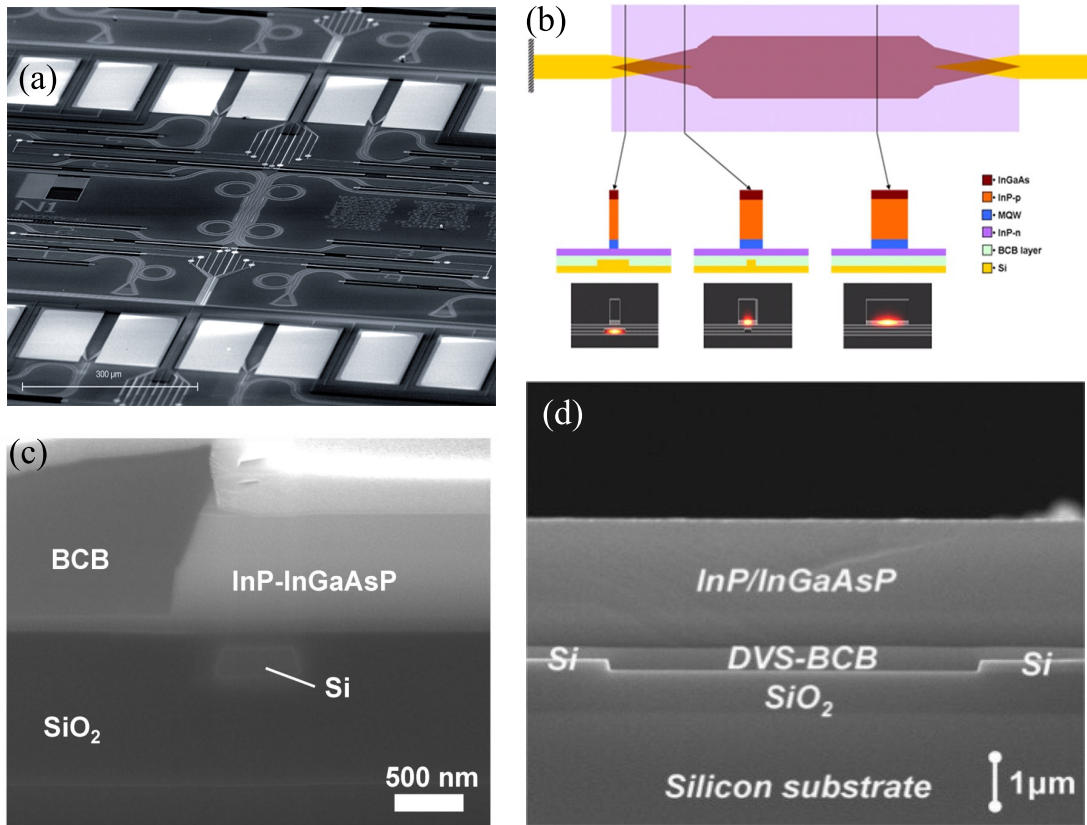 (a)
N1
300 µm
(b)
InGaAs
InP-p
MQW
InP-n
BCB layer
Si
(c)
BCB
InP-InGaAsP
Si
SiO2
500 nm
(d)
InP/InGaAsP
Si
DVS-BCB
Si
SiO2
Silicon substrate
1µm